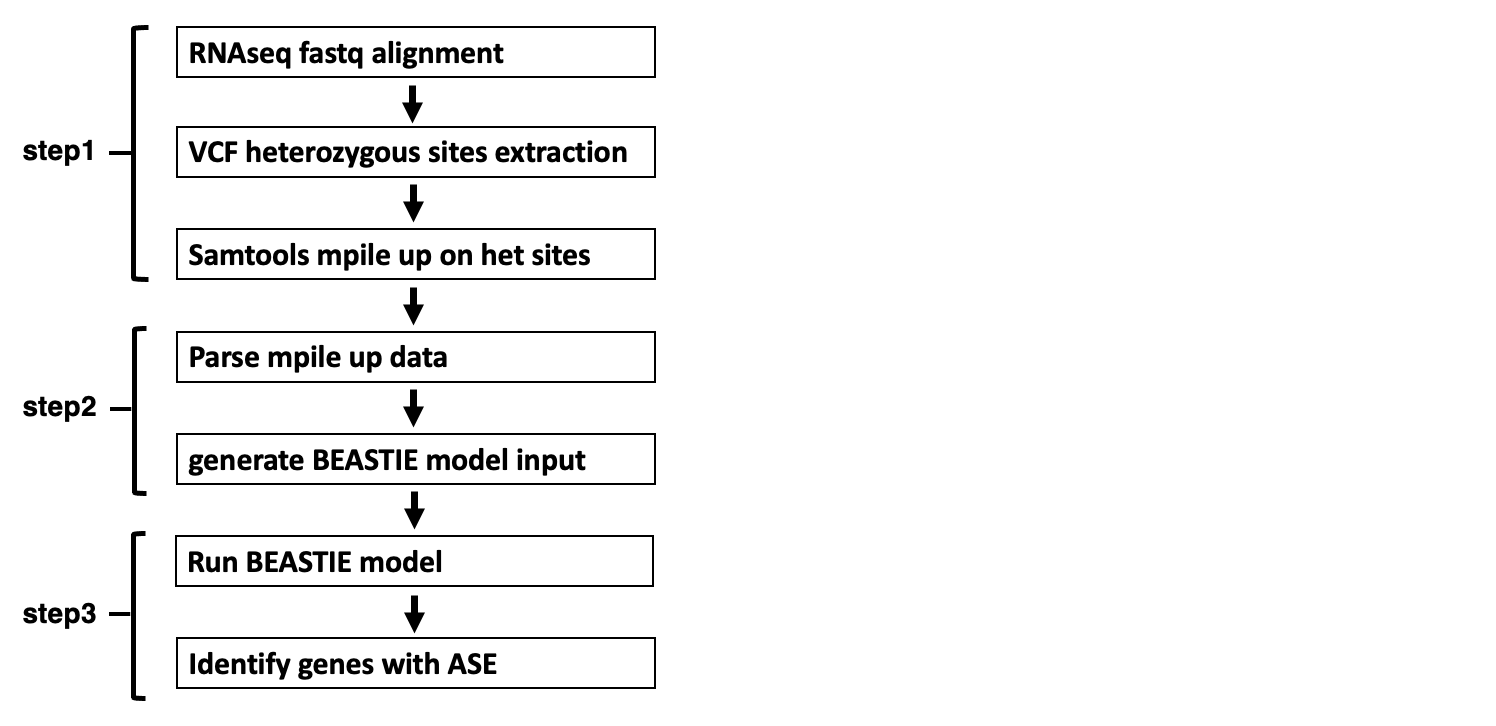 RNAseq fastq alignment
step1
VCF heterozygous sites extraction
Samtools mpile up on het sites
Parse mpile up data
step2
generate BEASTIE model input
Run BEASTIE model
step3
Identify genes with ASE